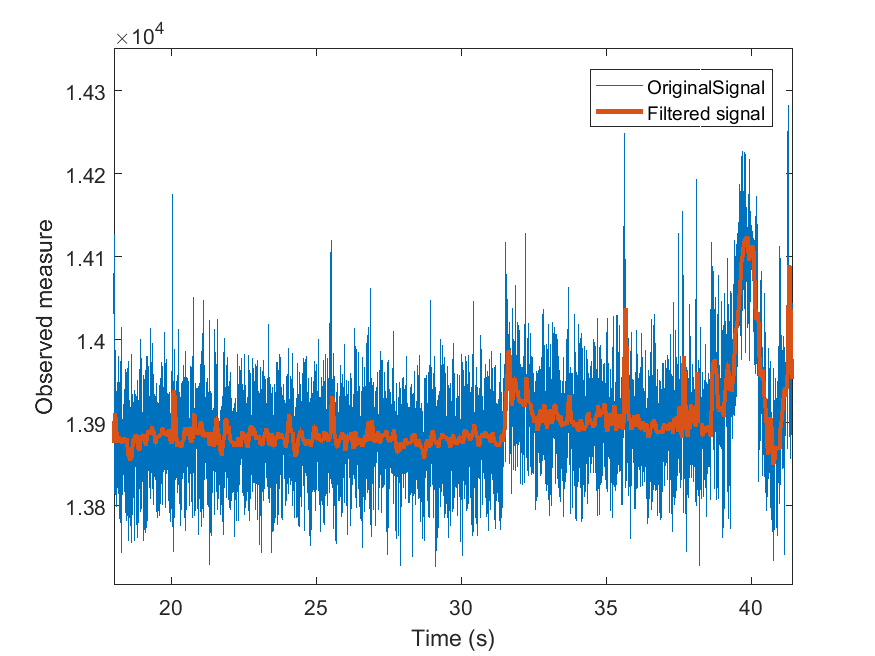 ×10⁴
1.43
1.42
1.41
1.4
1.39
1.38
Observed measure
OriginalSignal
Filtered signal
20 25 30 35 40
Time (s)